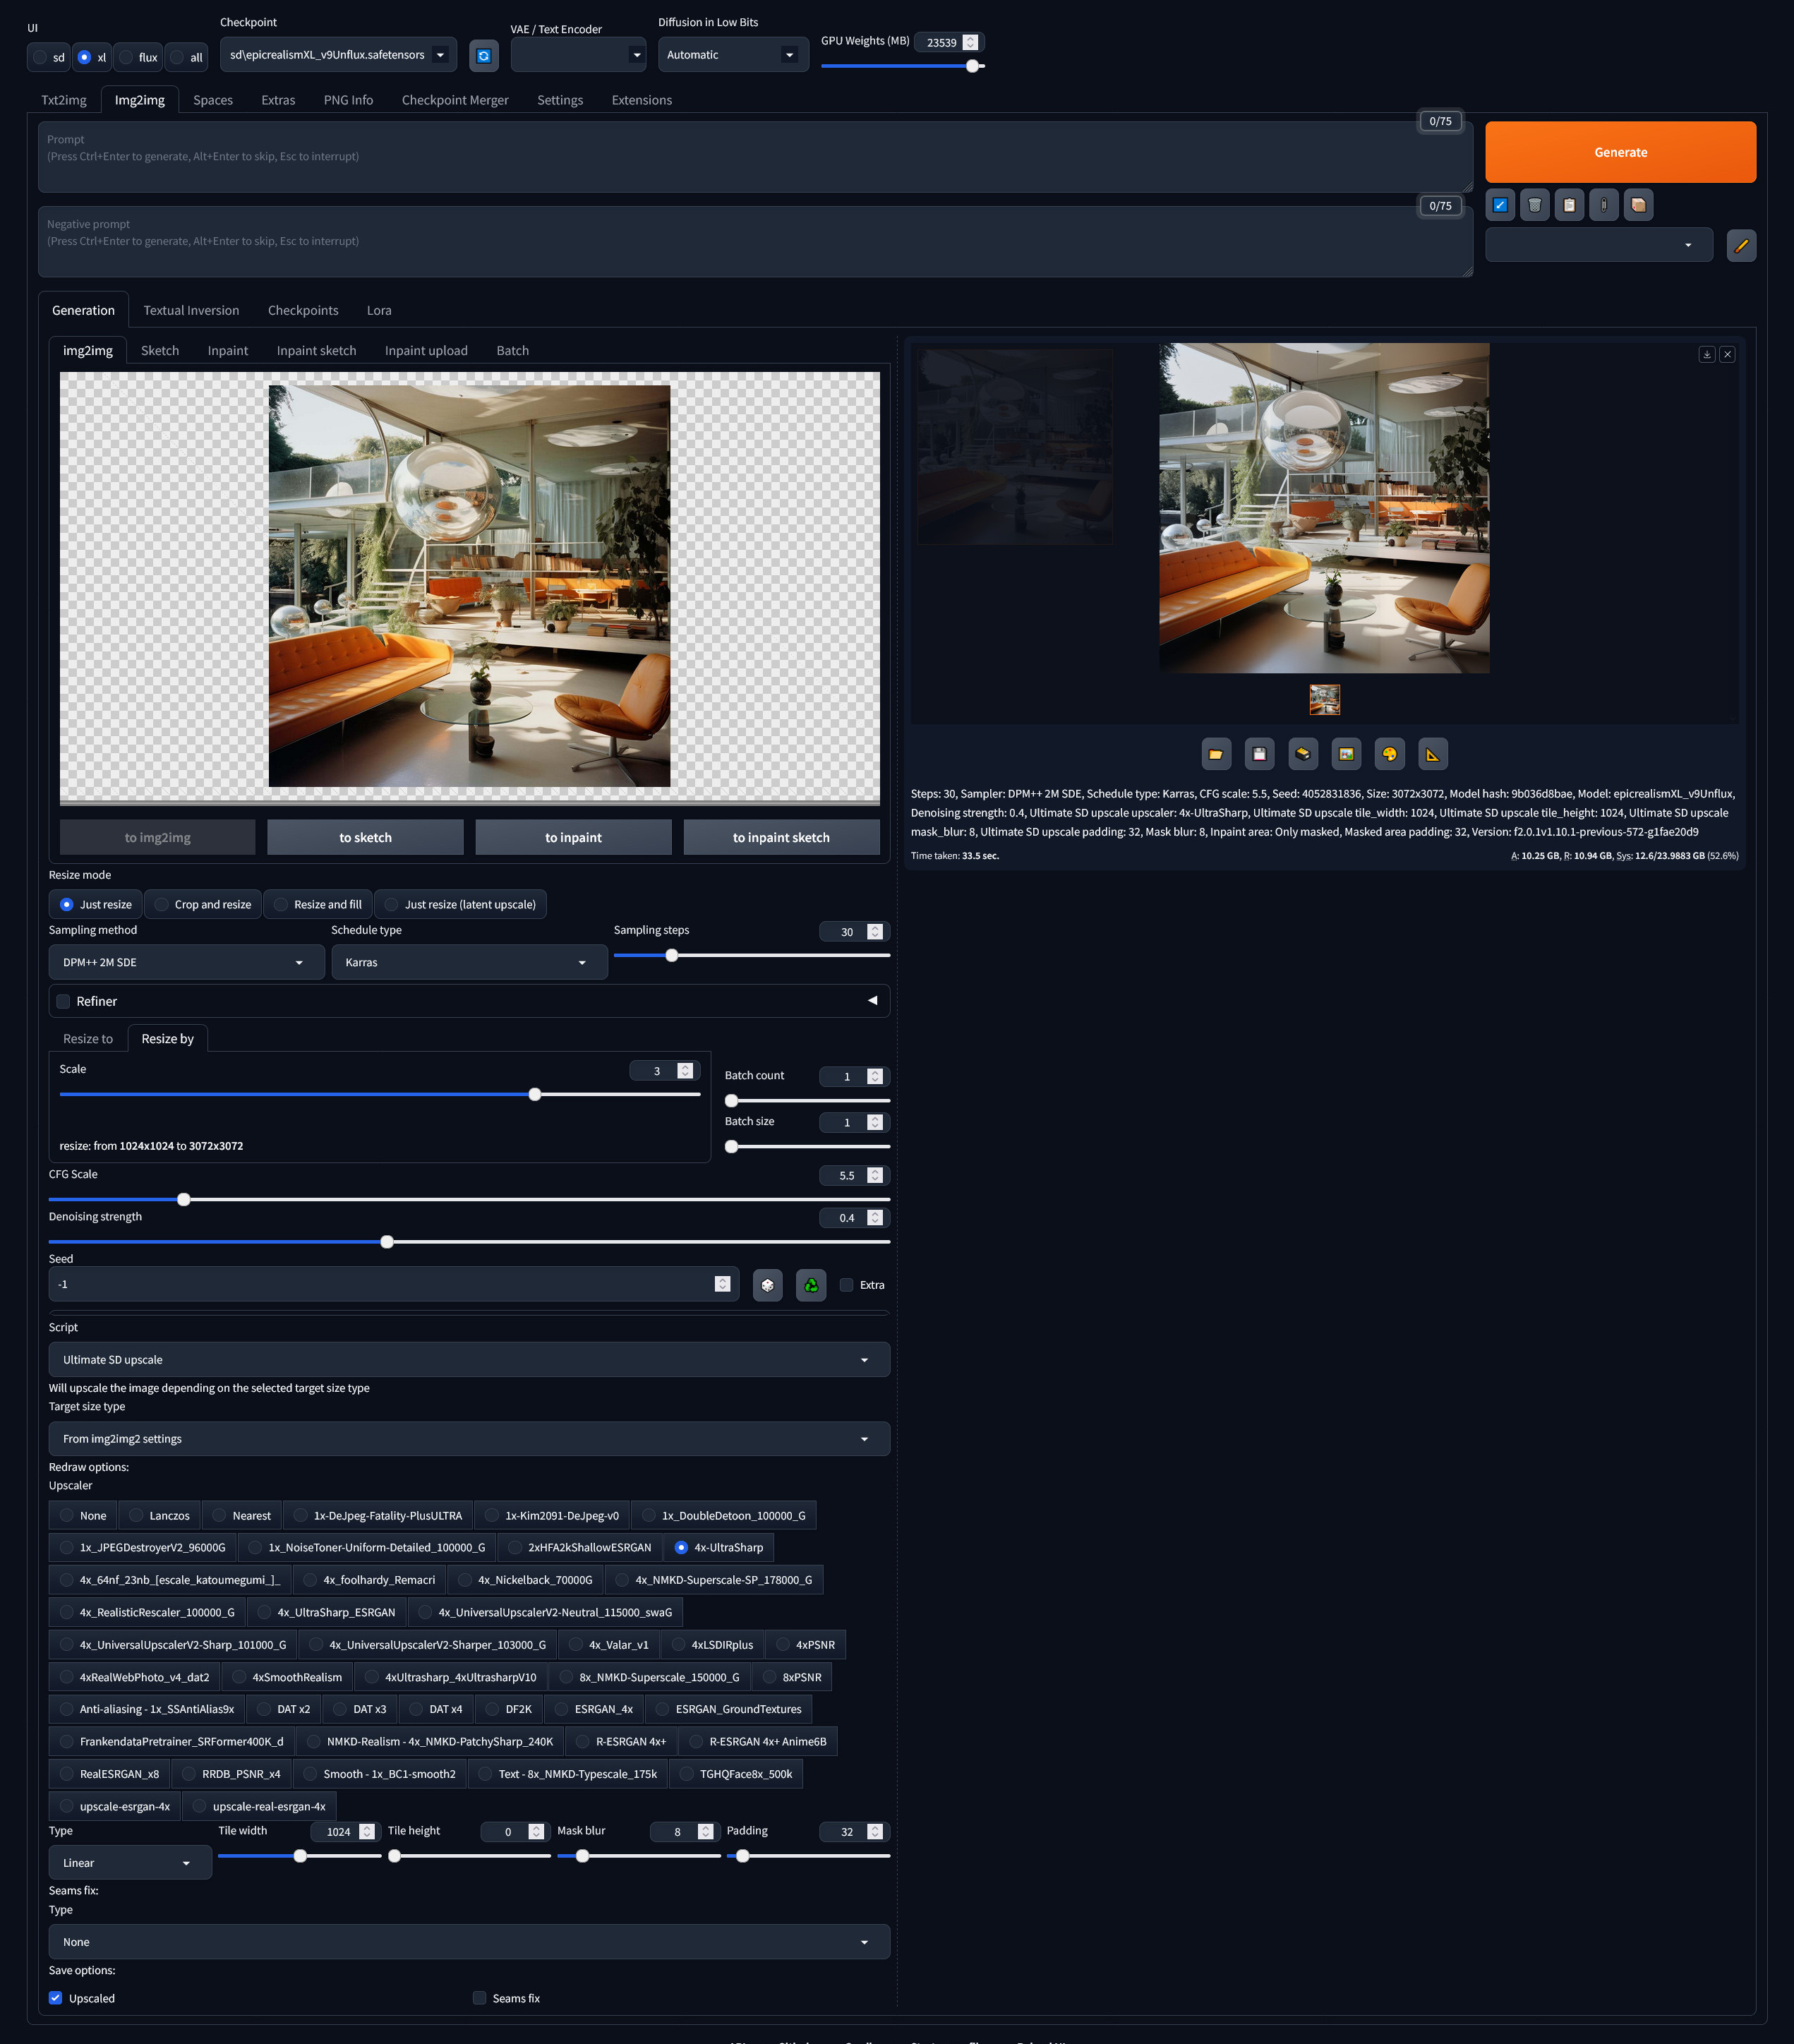 UI
Checkpoint
VAE / Text Encoder
Diffusion in Low Bits
GPU Weights (MB) 23539
sd xl flux all
sd\epicrealismXL_v9Unflux.safetensors
Automatic
Txt2img Img2img Spaces Extras PNG Info Checkpoint Merger Settings Extensions
0/75
Prompt
(Press Ctrl+Enter to generate, Alt+Enter to skip, Esc to interrupt)
Generate
0/75
Negative prompt
(Press Ctrl+Enter to generate, Alt+Enter to skip, Esc to interrupt)
Generation Textual Inversion Checkpoints Lora
img2img Sketch Inpaint Inpaint sketch Inpaint upload Batch
to img2img to sketch to inpaint to inpaint sketch
Steps: 30, Sampler: DPM++ 2M SDE, Schedule type: Karras, CFG scale: 5.5, Seed: 4052831836, Size: 3072x3072, Model hash: 9b036d8bae, Model: epicrealismXL_v9Unflux,
Denoising strength: 0.4, Ultimate SD upscale upscaler: 4x-UltraSharp, Ultimate SD upscale tile_width: 1024, Ultimate SD upscale tile_height: 1024, Ultimate SD upscale
mask_blur: 8, Ultimate SD upscale padding: 32, Mask blur: 8, Inpaint area: Only masked, Masked area padding: 32, Version: f2.0.1v1.10.1-previous-572-g1fae20d9
Time taken: 33.5 sec.
A: 10.25 GB, R: 10.94 GB, Sys: 12.6/23.9883 GB (52.6%)
Resize mode
Just resize Crop and resize Resize and fill Just resize (latent upscale)
Sampling method Schedule type Sampling steps 30
DPM++ 2M SDE Karras
Refiner
Resize to Resize by
Scale 3
Batch count 1
Batch size 1
resize: from 1024x1024 to 3072x3072
CFG Scale 5.5
Denoising strength 0.4
Seed
-1
Extra
Script
Ultimate SD upscale
Will upscale the image depending on the selected target size type
Target size type
From img2img2 settings
Redraw options:
Upscaler
None Lanczos Nearest 1x-DeJpeg-Fatality-PlusULTRA 1x-Kim2091-DeJpeg-v0 1x_DoubleDetoon_100000_G
1x_JPEGDestroyerV2_96000G 1x_NoiseToner-Uniform-Detailed_100000_G 2xHFA2kShallowESRGAN 4x-UltraSharp
4x_64nf_23nb_[escale_katoumegumi_]_ 4x_foolhardy_Remacri 4x_Nickelback_70000G 4x_NMKD-Superscale-SP_178000_G
4x_RealisticRescaler_100000_G 4x_UltraSharp_ESRGAN 4x_UniversalUpscalerV2-Neutral_115000_swaG
4x_UniversalUpscalerV2-Sharp_101000_G 4x_UniversalUpscalerV2-Sharper_103000_G 4x_Valar_v1 4xLSDIRplus 4xPSNR
4xRealWebPhoto_v4_dat2 4xSmoothRealism 4xUltrasharp_4xUltrasharpV10 8x_NMKD-Superscale_150000_G 8xPSNR
Anti-aliasing - 1x_SSAntiAlias9x DAT x2 DAT x3 DAT x4 DF2K ESRGAN_4x ESRGAN_GroundTextures
FrankendataPretrainer_SRFormer400K_d NMKD-Realism - 4x_NMKD-PatchySharp_240K R-ESRGAN 4x+ R-ESRGAN 4x+ Anime6B
RealESRGAN_x8 RRDB_PSNR_x4 Smooth - 1x_BC1-smooth2 Text - 8x_NMKD-Typescale_175k TGHQFace8x_500k
upscale-esrgan-4x upscale-real-esrgan-4x
Type Tile width 1024 Tile height 0 Mask blur 8 Padding 32
Linear
Seams fix:
Type
None
Save options:
Upscaled Seams fix